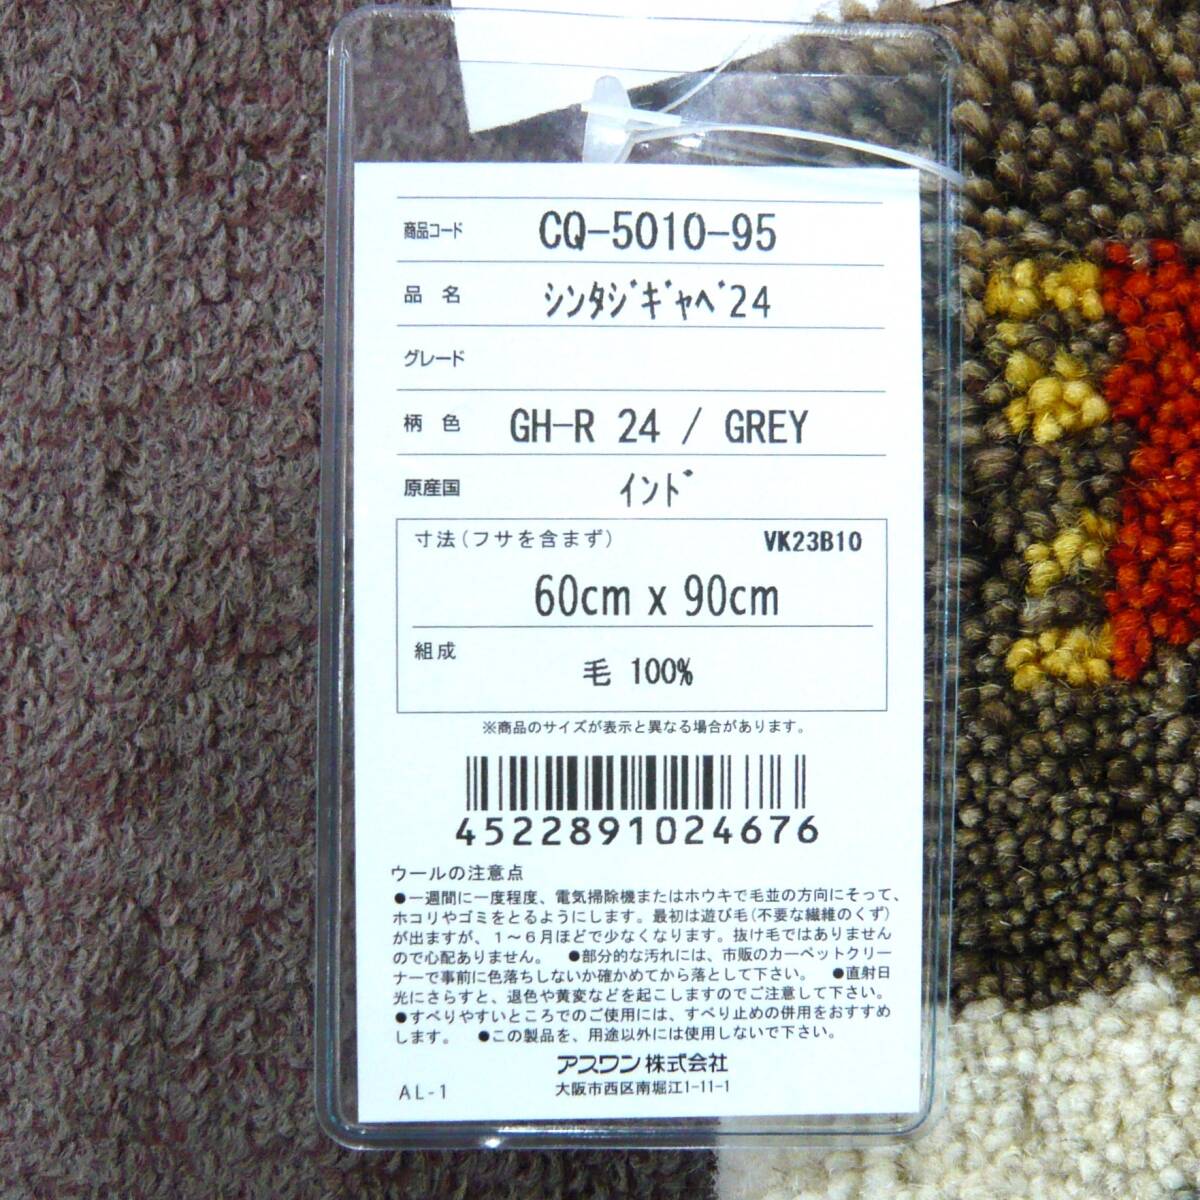 商品コード CQ-5010-95
品名 シンタジギャベ24
グレード
柄色 GH-R 24 / GREY
原産国 インド
寸法(フサを含まず) VK23B10
60cm x 90cm
組成
毛 100%
※商品のサイズが表示と異なる場合があります。
4522891024676
ウールの注意点
●一週間に一度程度、電気掃除機またはホウキで毛並の方向にそって、
ホコリやゴミをとるようにします。最初は遊び毛(不要な繊維のくず)
が出ますが、1〜6月ほどで少なくなります。抜け毛ではありません
ので心配ありません。 ●部分的な汚れには、市販のカーペットクリー
ナーで事前に色落ちしないか確かめてから落として下さい。 ●直射日
光にさらすと、退色や黄変などを起こしますのでご注意して下さい。
●すべりやすいところでのご使用には、すべり止めの併用をおすすめ
します。 ●この製品を、用途以外には使用しないで下さい。
アスワン株式会社
AL-1 大阪市西区南堀江1-11-1